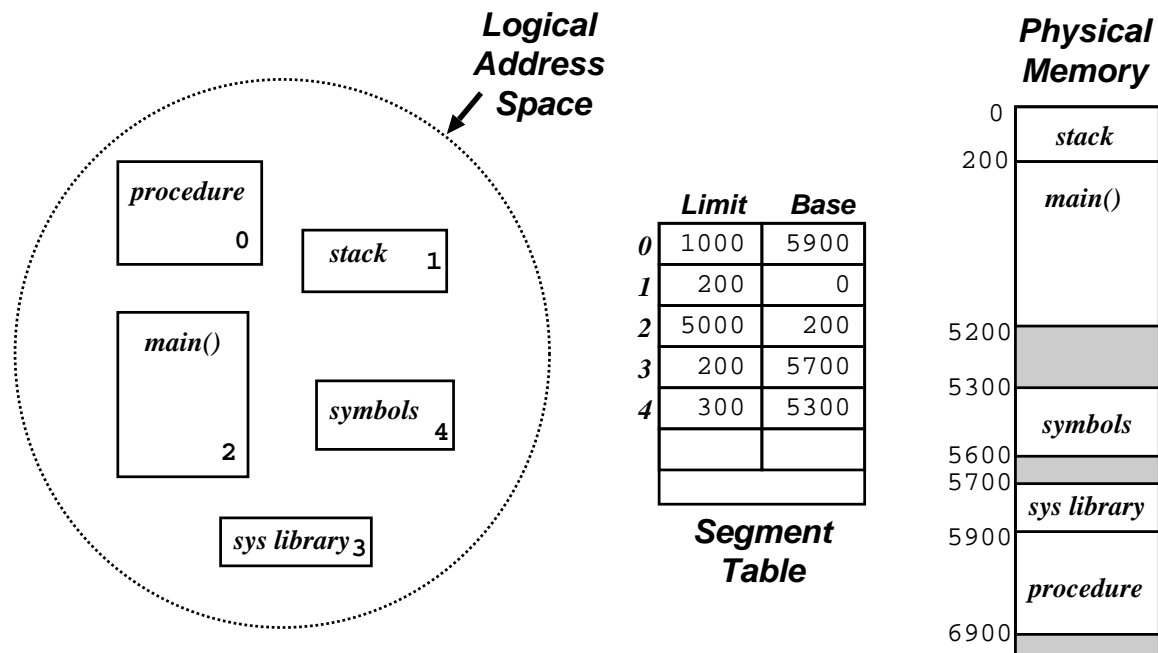 Logical
Address
Space
procedure
0
stack 1
main()
2
symbols 4
sys library 3
Limit Base
0 1000 5900
1 200 0
2 5000 200
3 200 5700
4 300 5300
Segment
Table
Physical
Memory
0
stack
200
main()
5200
5300
symbols
5600
5700
sys library
5900
procedure
6900